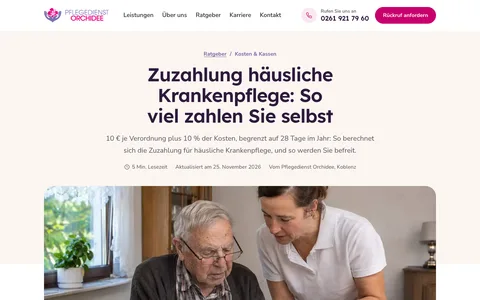 PFLEGEDIENST
ORCHIDEE
Leistungen Über uns Ratgeber Karriere Kontakt
Rufen Sie uns an
0261 921 79 60
Rückruf anfordern
Ratgeber / Kosten & Kassen
Zuzahlung häusliche
Krankenpflege: So
viel zahlen Sie selbst
10 € je Verordnung plus 10 % der Kosten, begrenzt auf 28 Tage im Jahr: So berechnet
sich die Zuzahlung für häusliche Krankenpflege, und so werden Sie befreit.
5 Min. Lesezeit Aktualisiert am 25. November 2026 Vom Pflegedienst Orchidee, Koblenz